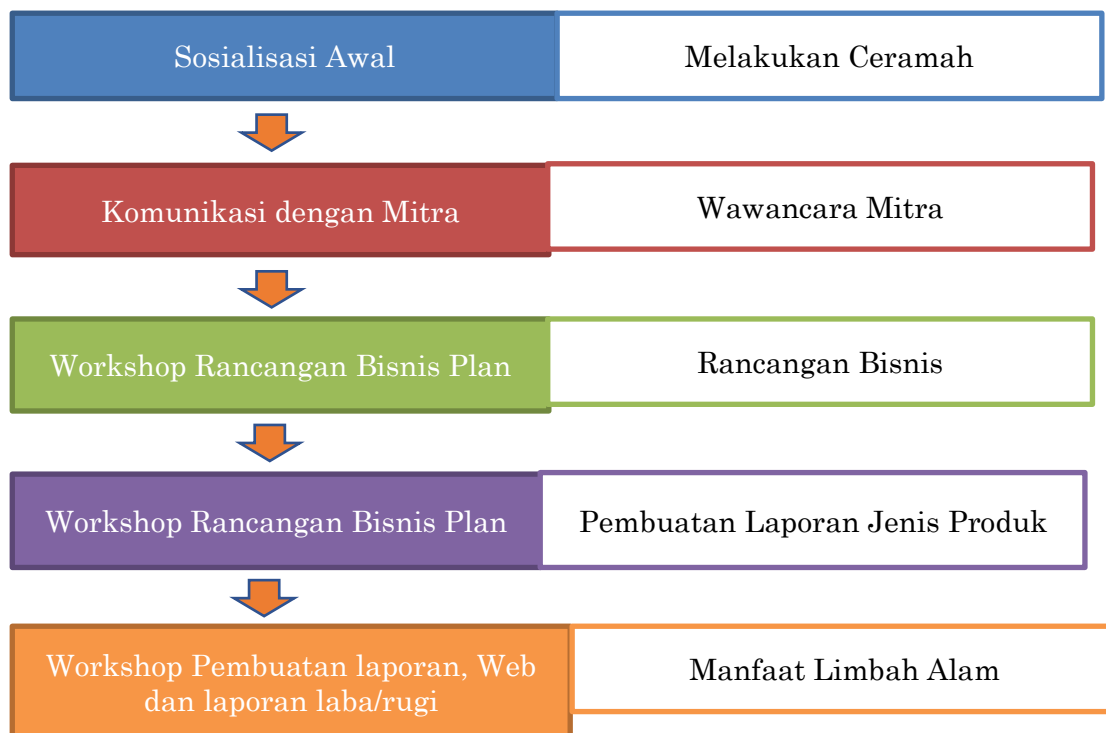 Sosialisasi Awal
Melakukan Ceramah
Komunikasi dengan Mitra
Wawancara Mitra
Workshop Rancangan Bisnis Plan
Rancangan Bisnis
Workshop Rancangan Bisnis Plan
Pembuatan Laporan Jenis Produk
Workshop Pembuatan laporan, Web
dan laporan laba/rugi
Manfaat Limbah Alam